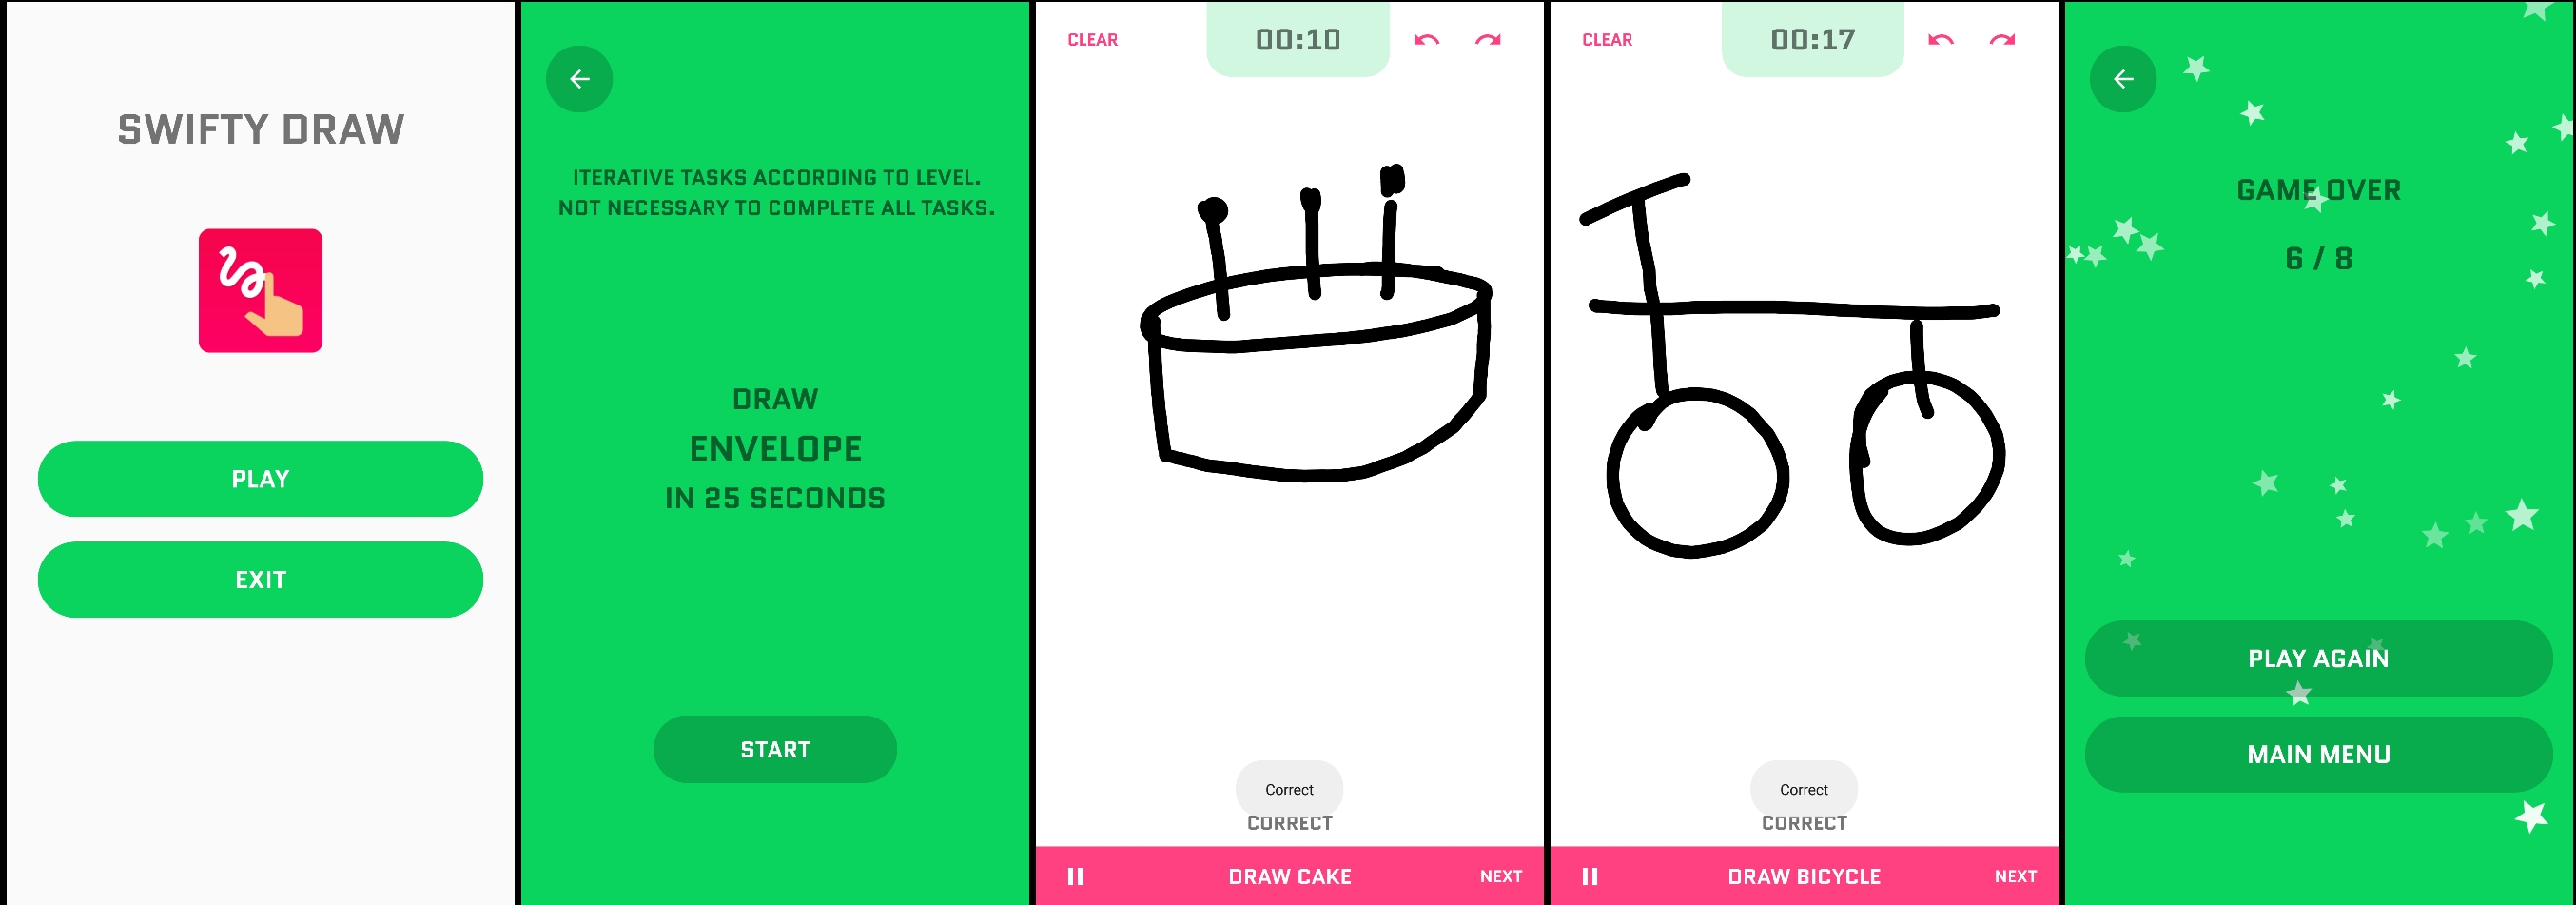 SWIFTY DRAW
PLAY
EXIT
ITERATIVE TASKS ACCORDING TO LEVEL.
NOT NECESSARY TO COMPLETE ALL TASKS.
DRAW
ENVELOPE
IN 25 SECONDS
START
CLEAR
00:10
Correct
CORRECT
DRAW CAKE
NEXT
CLEAR
00:17
Correct
CORRECT
DRAW BICYCLE
NEXT
GAME OVER
6 / 8
PLAY AGAIN
MAIN MENU